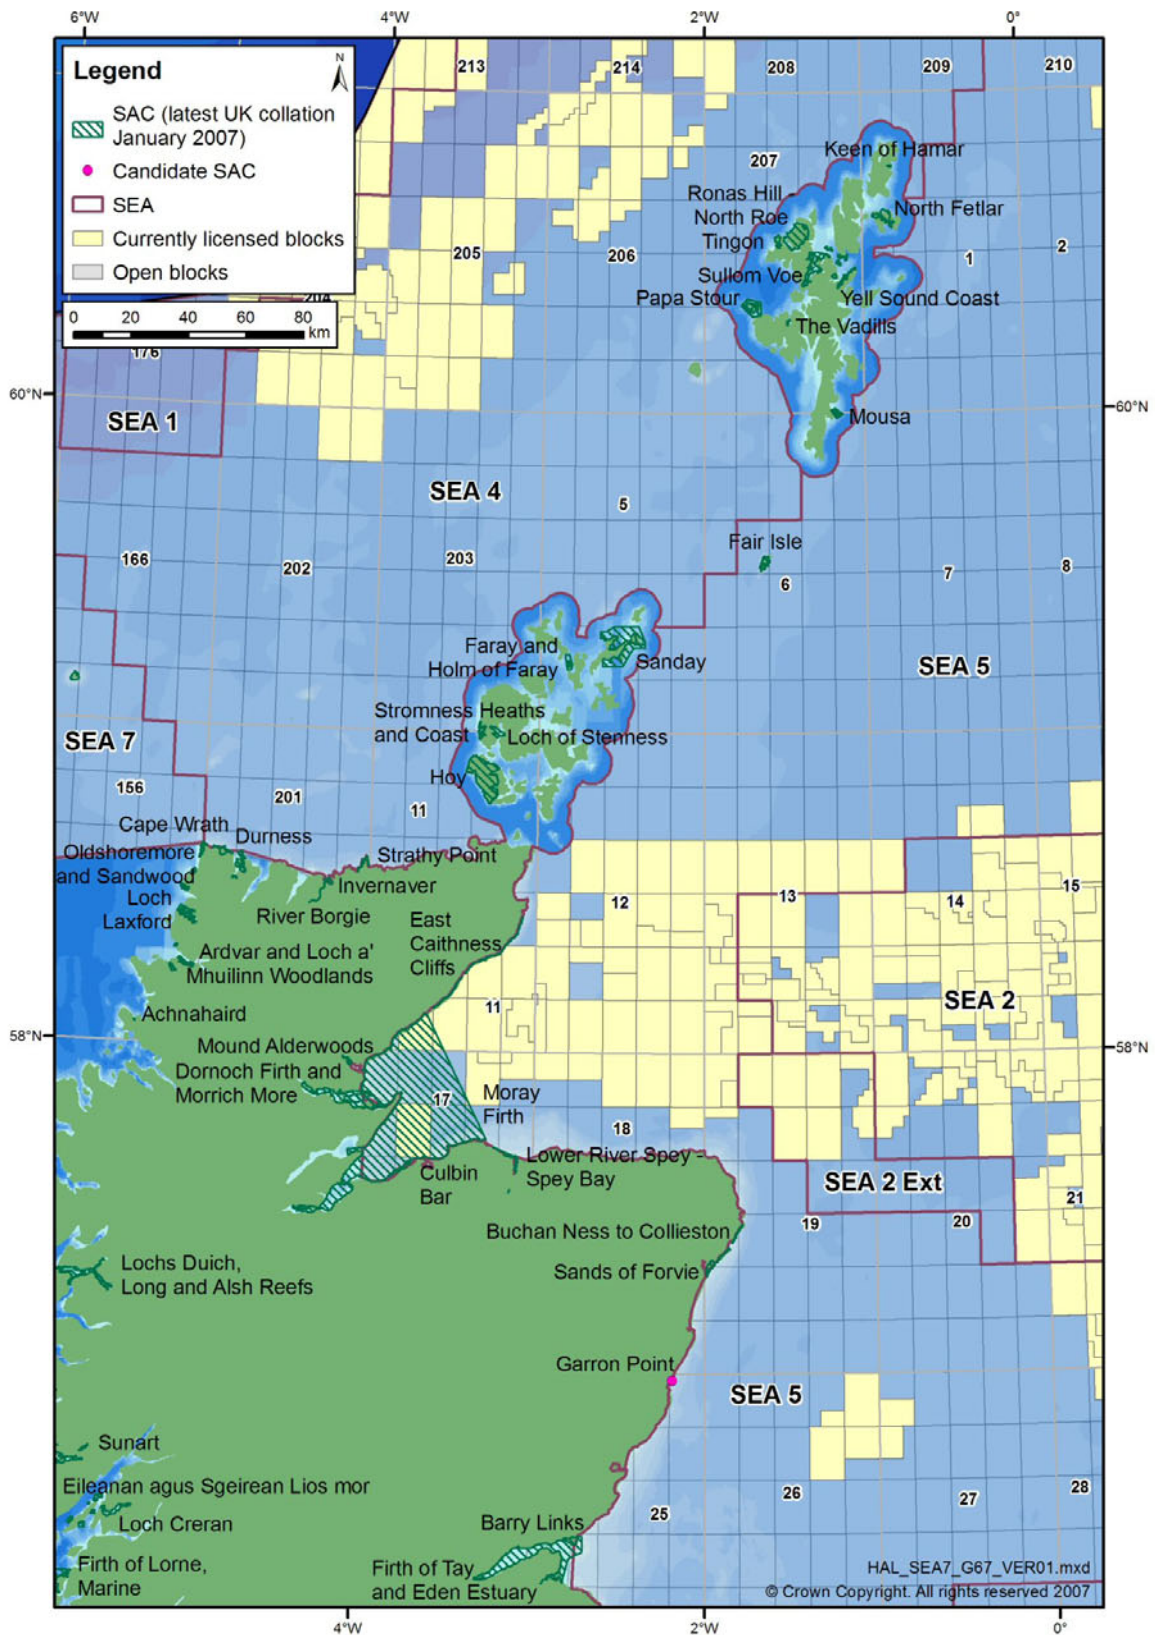 6°W
4°W
2°W
0°
Legend
N
SAC (latest UK collation
January 2007)
Candidate SAC
SEA
Currently licensed blocks
Open blocks
0 20 40 60 80
km
213
214
208
209
210
Keen of Hamar
207
Ronas Hill -
North Roe
Tingon
North Fetlar
205
206
1
2
Sullom Voe
Papa Stour
Yell Sound Coast
204
The Vadills
176
60°N
60°N
SEA 1
Mousa
SEA 4
5
Fair Isle
166
202
203
6
7
8
Faray and
Holm of Faray
Sanday
SEA 5
Stromness Heaths
and Coast
Loch of Stenness
SEA 7
Hoy
156
201
11
Cape Wrath
Durness
Oldshoremore
and Sandwood
Strathy Point
Loch
Laxford
Invernaver
River Borgie
12
13
14
15
East
Caithness
Cliffs
Ardvar and Loch a'
Mhuilinn Woodlands
SEA 2
11
Achnahaird
58°N
58°N
Mound Alderwoods
Dornoch Firth and
Morrich More
17
Moray
Firth
18
Culbin
Bar
Lower River Spey -
Spey Bay
SEA 2 Ext
21
19
20
Buchan Ness to Collieston
Lochs Duich,
Long and Alsh Reefs
Sands of Forvie
Garron Point
SEA 5
Sunart
Eileanan agus Sgeirean Lios mor
26
27
28
Loch Creran
Barry Links
25
Firth of Lorne,
Marine
Firth of Tay
and Eden Estuary
HAL_SEA7_G67_VER01.mxd
© Crown Copyright. All rights reserved 2007
4°W
2°W
0°